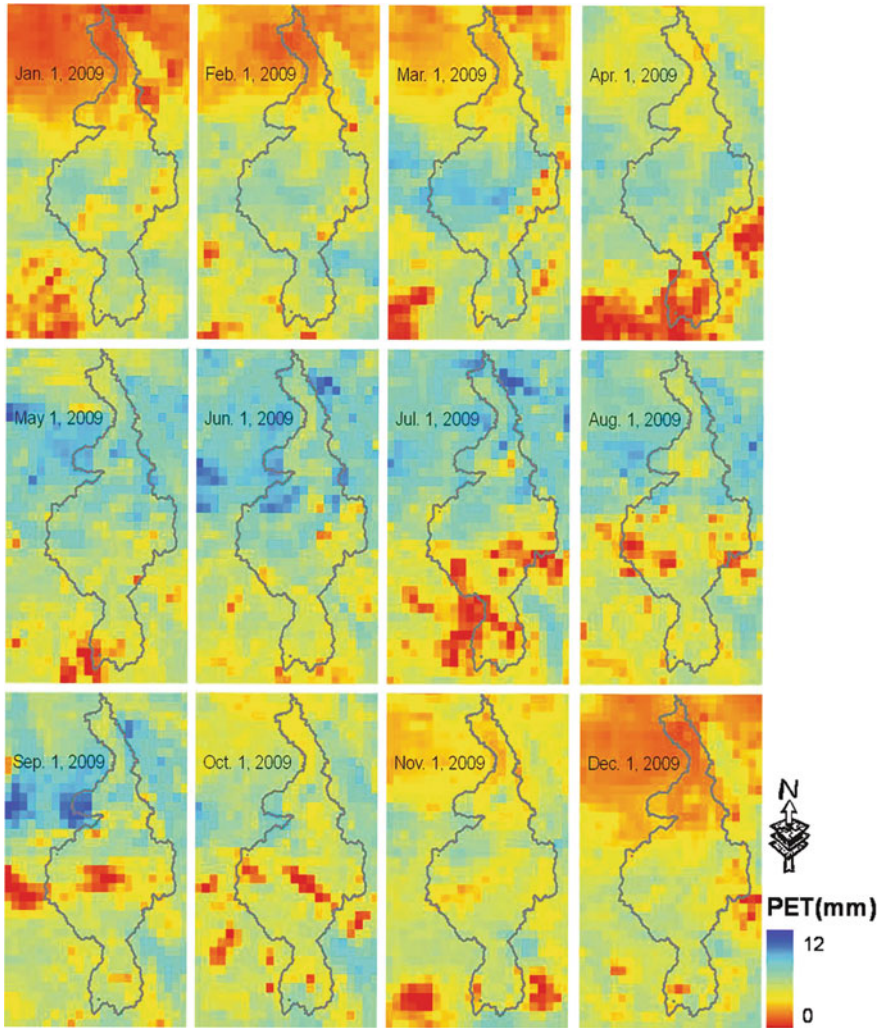 Jan. 1, 2009
Feb. 1, 2009
Mar. 1, 2009
Apr. 1, 2009
May 1, 2009
Jun. 1, 2009
Jul. 1, 2009
Aug. 1, 2009
Sep. 1, 2009
Oct. 1, 2009
Nov. 1, 2009
Dec. 1, 2009
N
PET(mm)
12
0